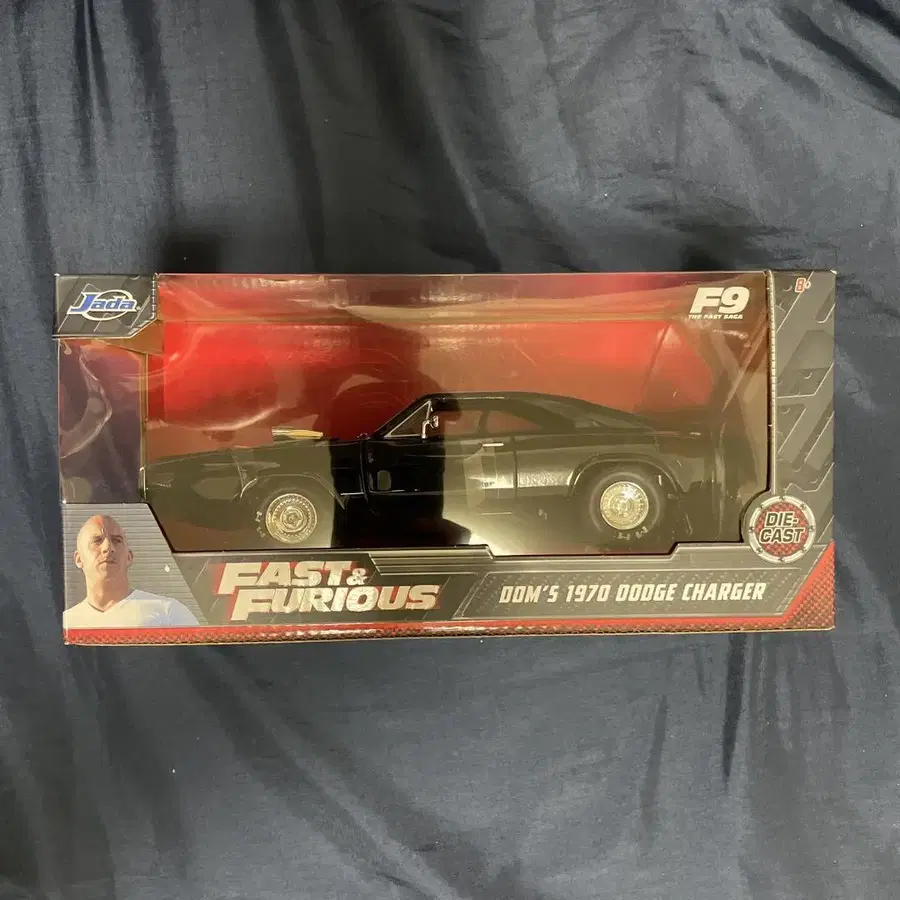 Jada
F9
THE FAST SAGA
8+
DIE-
CAST
FAST &
FURIOUS
DOM'S 1970 DODGE CHARGER